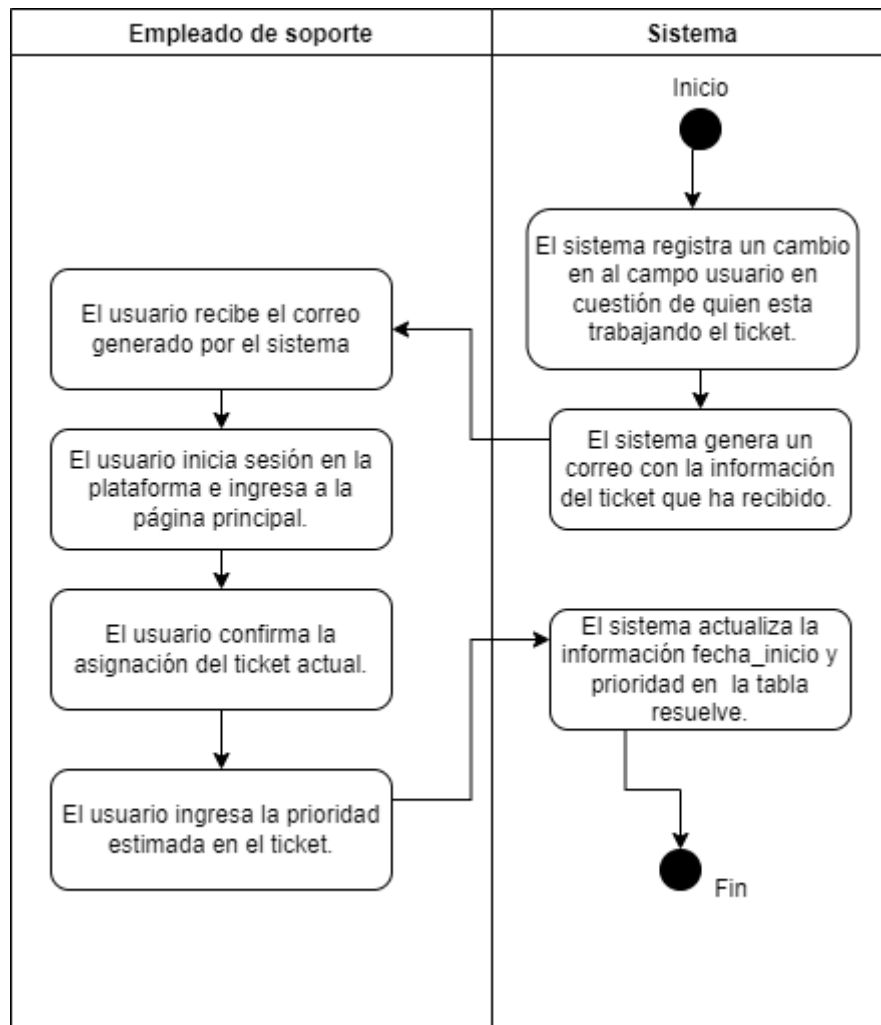 Empleado de soporte
Sistema
Inicio
El sistema registra un cambio
en al campo usuario en
cuestión de quien esta
trabajando el ticket.
El usuario recibe el correo
generado por el sistema
El sistema genera un
correo con la información
del ticket que ha recibido.
El usuario inicia sesión en la
plataforma e ingresa a la
página principal.
El usuario confirma la
asignación del ticket actual.
El sistema actualiza la
información fecha_inicio y
prioridad en la tabla
resuelve.
El usuario ingresa la prioridad
estimada en el ticket.
Fin